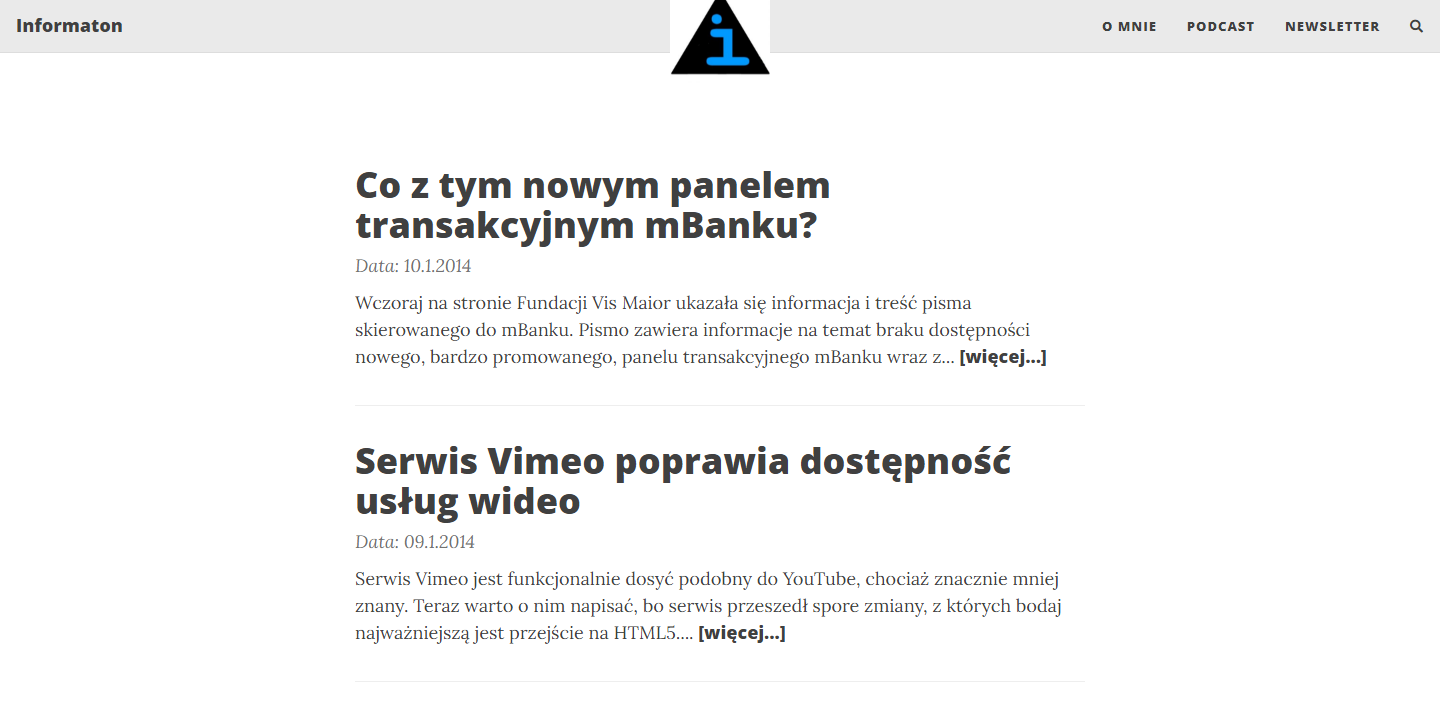 Informaton
i
O MNIE
PODCAST
NEWSLETTER
Co z tym nowym panelem
transakcyjnym mBanku?
Data: 10.1.2014
Wczoraj na stronie Fundacji Vis Maior ukazała się informacja i treść pisma
skierowanego do mBanku. Pismo zawiera informacje na temat braku dostępności
nowego, bardzo promowanego, panelu transakcyjnego mBanku wraz z... [więcej...]
Serwis Vimeo poprawia dostępność
usług wideo
Data: 09.1.2014
Serwis Vimeo jest funkcjonalnie dosyć podobny do YouTube, chociaż znacznie mniej
znany. Teraz warto o nim napisać, bo serwis przeszedł spore zmiany, z których bodaj
najważniejszą jest przejście na HTML5.... [więcej...]